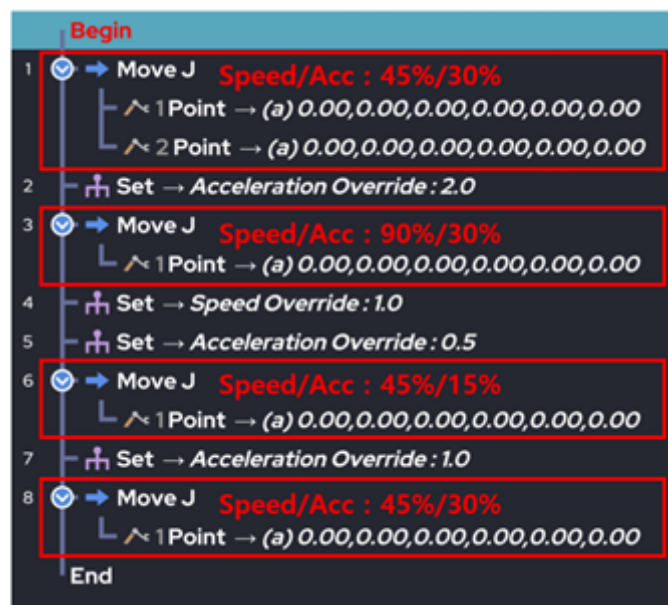 Begin
1 Move J Speed/Acc : 45%/30%
1 Point → (a) 0.00,0.00,0.00,0.00,0.00,0.00
2 Point → (a) 0.00,0.00,0.00,0.00,0.00,0.00
2 Set → Acceleration Override : 2.0
3 Move J Speed/Acc : 90%/30%
1 Point → (a) 0.00,0.00,0.00,0.00,0.00,0.00
4 Set → Speed Override : 1.0
5 Set → Acceleration Override : 0.5
6 Move J Speed/Acc : 45%/15%
1 Point → (a) 0.00,0.00,0.00,0.00,0.00,0.00
7 Set → Acceleration Override : 1.0
8 Move J Speed/Acc : 45%/30%
1 Point → (a) 0.00,0.00,0.00,0.00,0.00,0.00
End